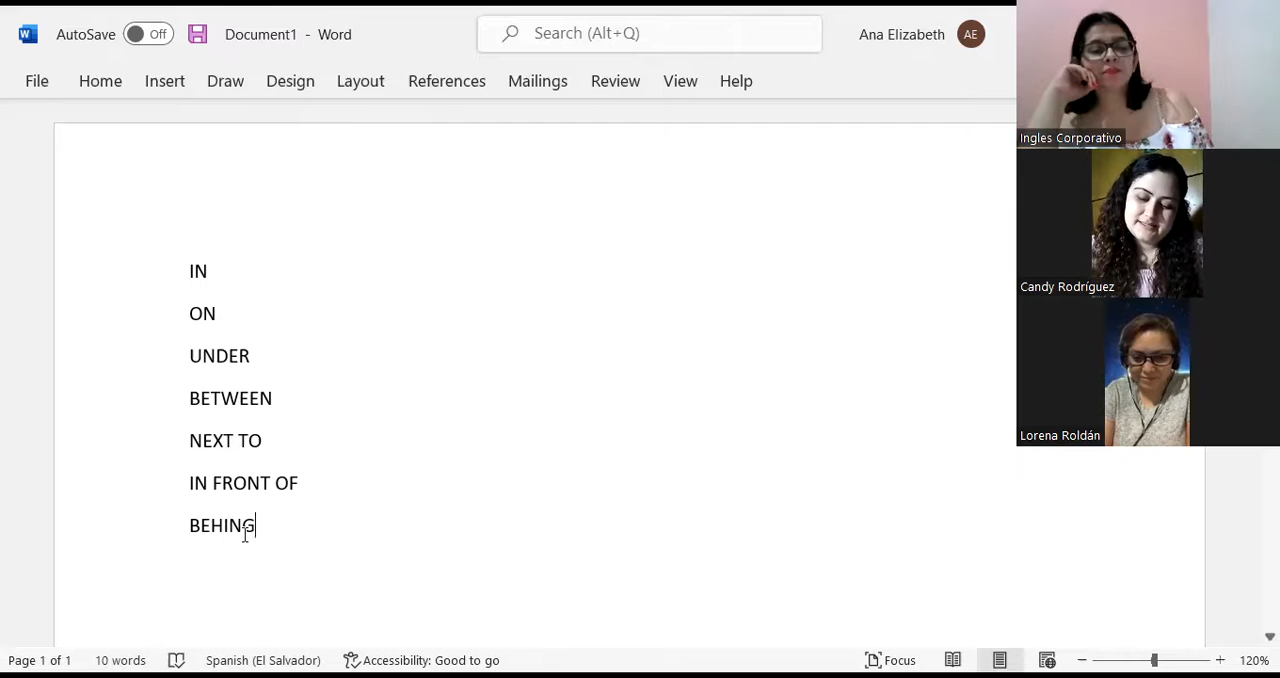 AutoSave Off Document1 - Word Search (Alt+Q) Ana Elizabeth AE
File Home Insert Draw Design Layout References Mailings Review View Help
Ingles Corporativo
Candy Rodríguez
Lorena Roldán
IN
ON
UNDER
BETWEEN
NEXT TO
IN FRONT OF
BEHING
Page 1 of 1 10 words Spanish (El Salvador) Accessibility: Good to go Focus 120%